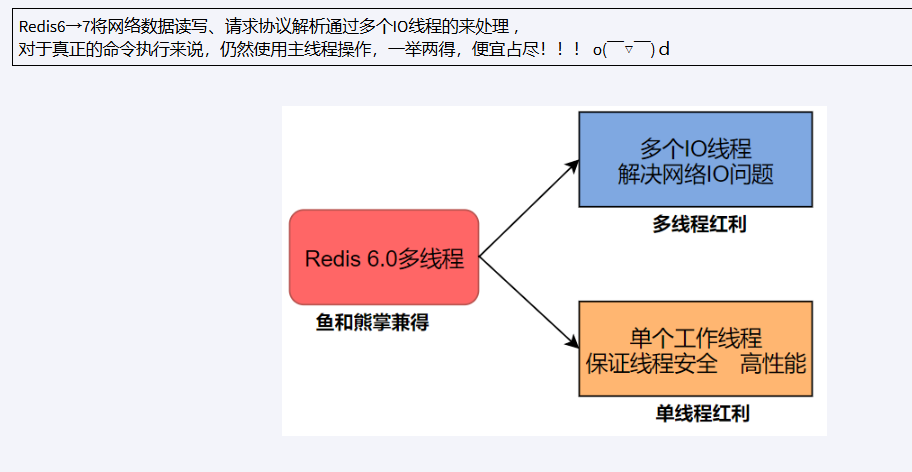 Redis6→7将网络数据读写、请求协议解析通过多个IO线程的来处理 ，
对于真正的命令执行来说，仍然使用主线程操作，一举两得，便宜占尽！！！ o(￣▽￣)ｄ
多个IO线程
解决网络IO问题
多线程红利
Redis 6.0多线程
鱼和熊掌兼得
单个工作线程
保证线程安全 高性能
单线程红利